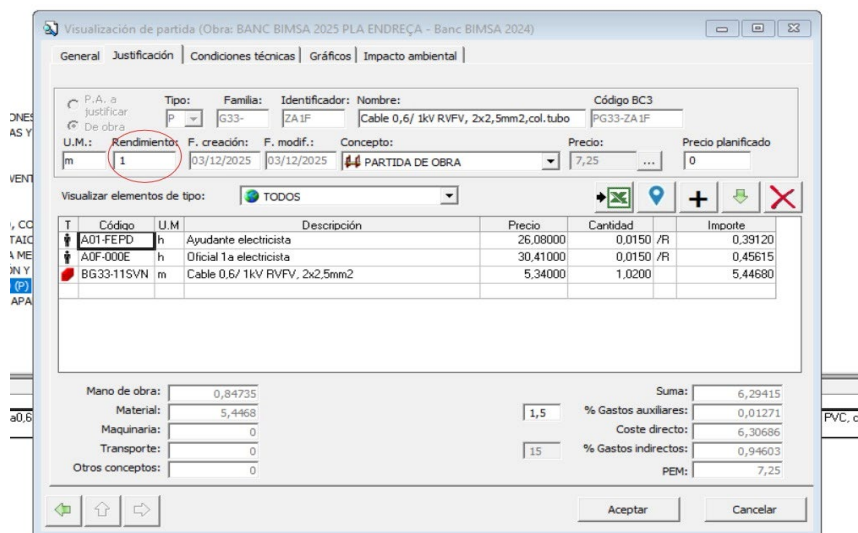 Visualización de partida (Obra: BANC BIMSA 2025 PLA ENDREÇA - Banc BIMSA 2024)
General Justificación Condiciones técnicas Gráficos Impacto ambiental
P.A. a justificar
De obra
Tipo: Familia: Identificador: Nombre: Código BC3
P G33- ZA1F Cable 0,6/ 1kV RVFV, 2x2,5mm2,col.tubo PG33-ZA1F
U.M.: Rendimiento: F. creación: F. modif.: Concepto: Precio: Precio planificado
m 1 03/12/2025 03/12/2025 PARTIDA DE OBRA 7,25 ... 0
Visualizar elementos de tipo: TODOS
T Código U.M Descripción Precio Cantidad Importe
A01-FEPD h Ayudante electricista 26,08000 0,0150 /R 0,39120
A0F-000E h Oficial 1a electricista 30,41000 0,0150 /R 0,45615
BG33-11SVN m Cable 0,6/ 1kV RVFV, 2x2,5mm2 5,34000 1,0200 5,44680
Mano de obra: 0,84735 Suma: 6,29415
Material: 5,4468 1,5 % Gastos auxiliares: 0,01271
Maquinaria: 0 Coste directo: 6,30686
Transporte: 0 15 % Gastos indirectos: 0,94603
Otros conceptos: 0 PEM: 7,25
Aceptar Cancelar
(P)
APA
a0,6
PVC, c